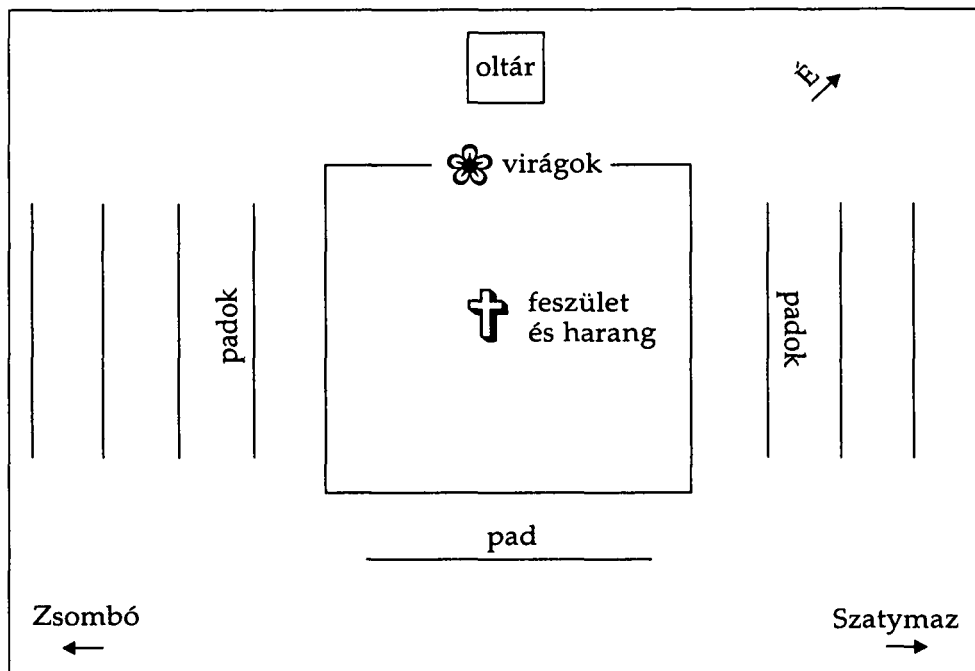 oltár
É
virágok
feszület
és harang
padok
padok
pad
Zsombó
Szatymaz